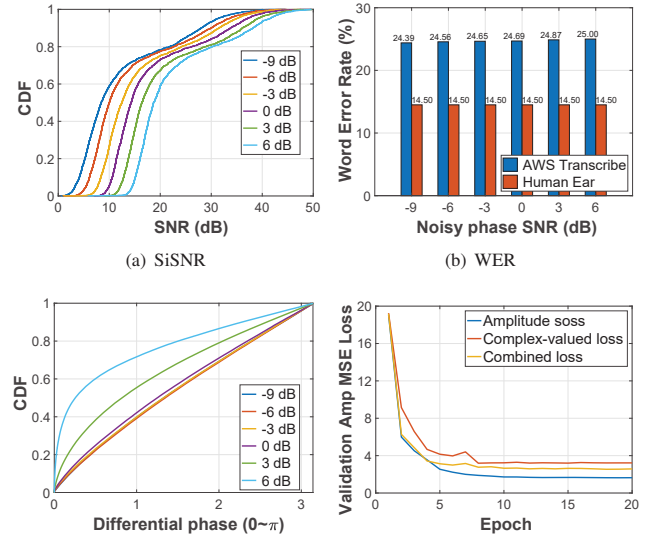 1
0.8
0.6
0.4
0.2
0
CDF
-9 dB
-6 dB
-3 dB
0 dB
3 dB
6 dB
0 10 20 30 40 50
SNR (dB)
(a) SiSNR
30
20
10
0
Word Error Rate (%)
24.39 24.56 24.65 24.69 24.87 25.00
14.50 14.50 14.50 14.50 14.50 14.50
AWS Transcribe
Human Ear
-9 -6 -3 0 3 6
Noisy phase SNR (dB)
(b) WER
1
0.8
0.6
0.4
0.2
0
CDF
-9 dB
-6 dB
-3 dB
0 dB
3 dB
6 dB
0 1 2 3
Differential phase (0~π)
20
16
12
8
4
0
Validation Amp MSE Loss
Amplitude soss
Complex-valued loss
Combined loss
0 5 10 15 20
Epoch